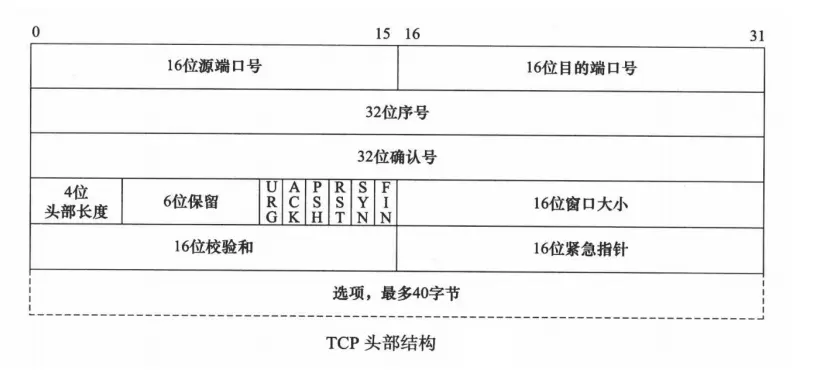 0 15 16 31
16位源端口号 16位目的端口号
32位序号
32位确认号
4位
头部长度
6位保留
URG
ACK
PSH
RST
SYN
FIN
16位窗口大小
16位校验和 16位紧急指针
选项，最多40字节
TCP 头部结构